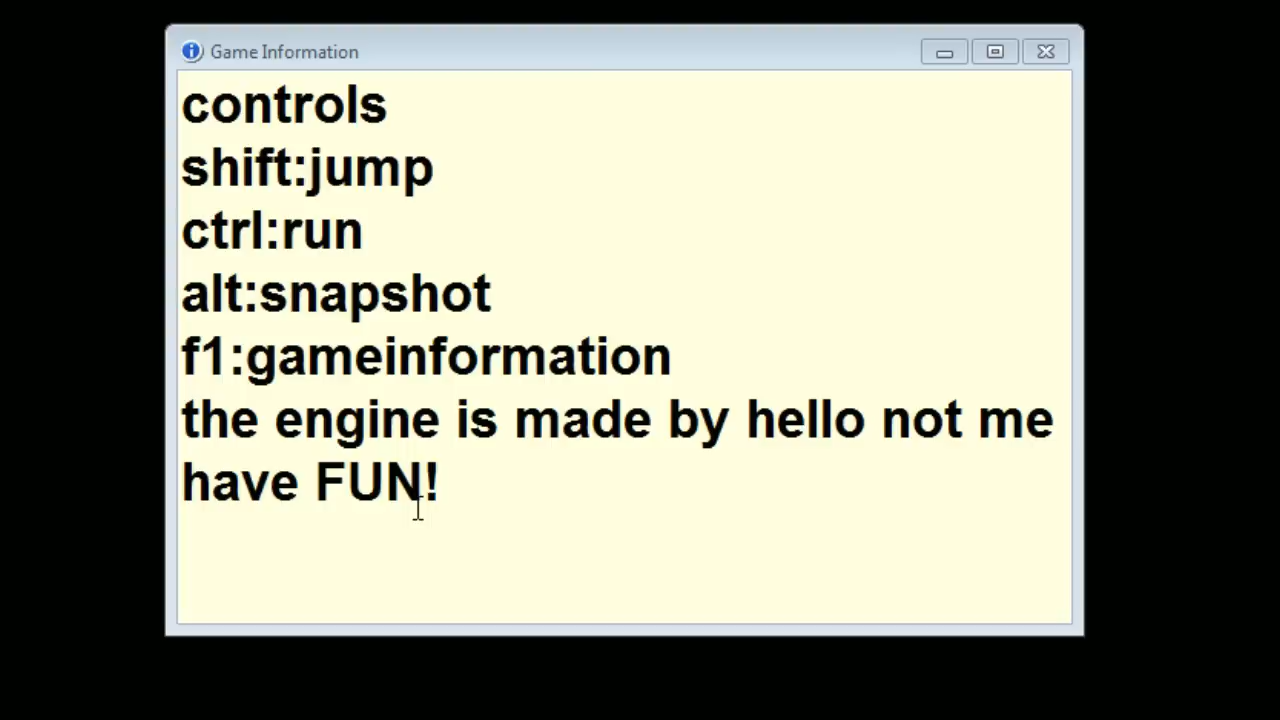 Game Information
controls
shift:jump
ctrl:run
alt:snapshot
f1:gameinformation
the engine is made by hello not me
have FUN!